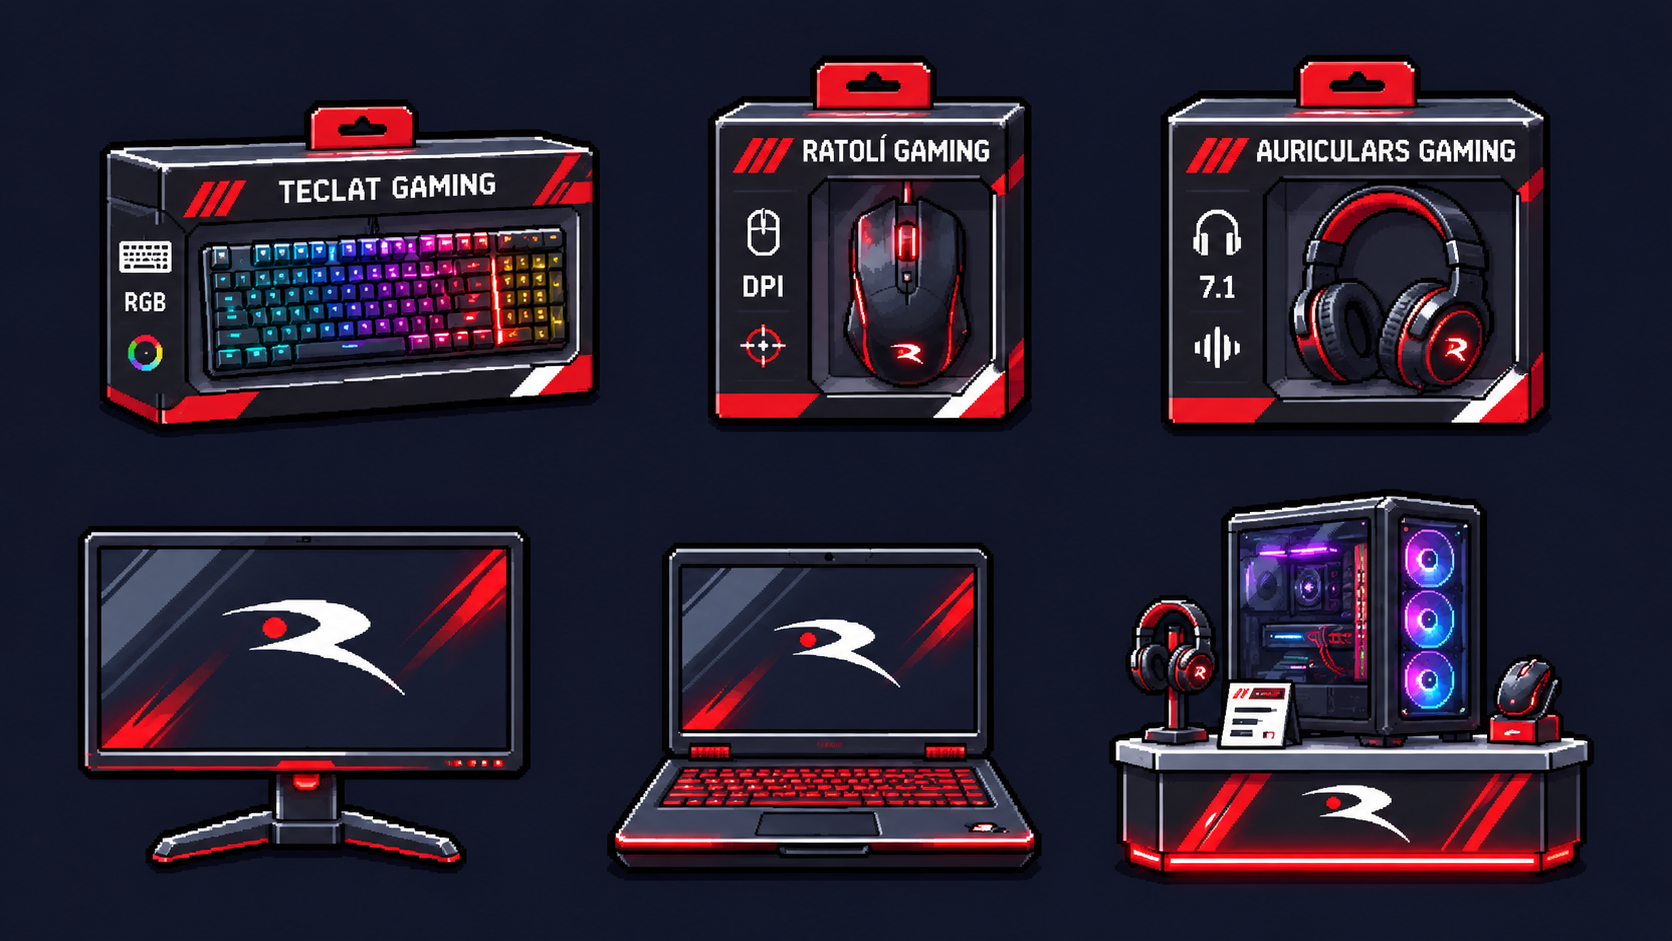 TECLAT GAMING
RGB
RATOLÍ GAMING
DPI
AURICULARS GAMING
7.1
R
R
R
R
R
R